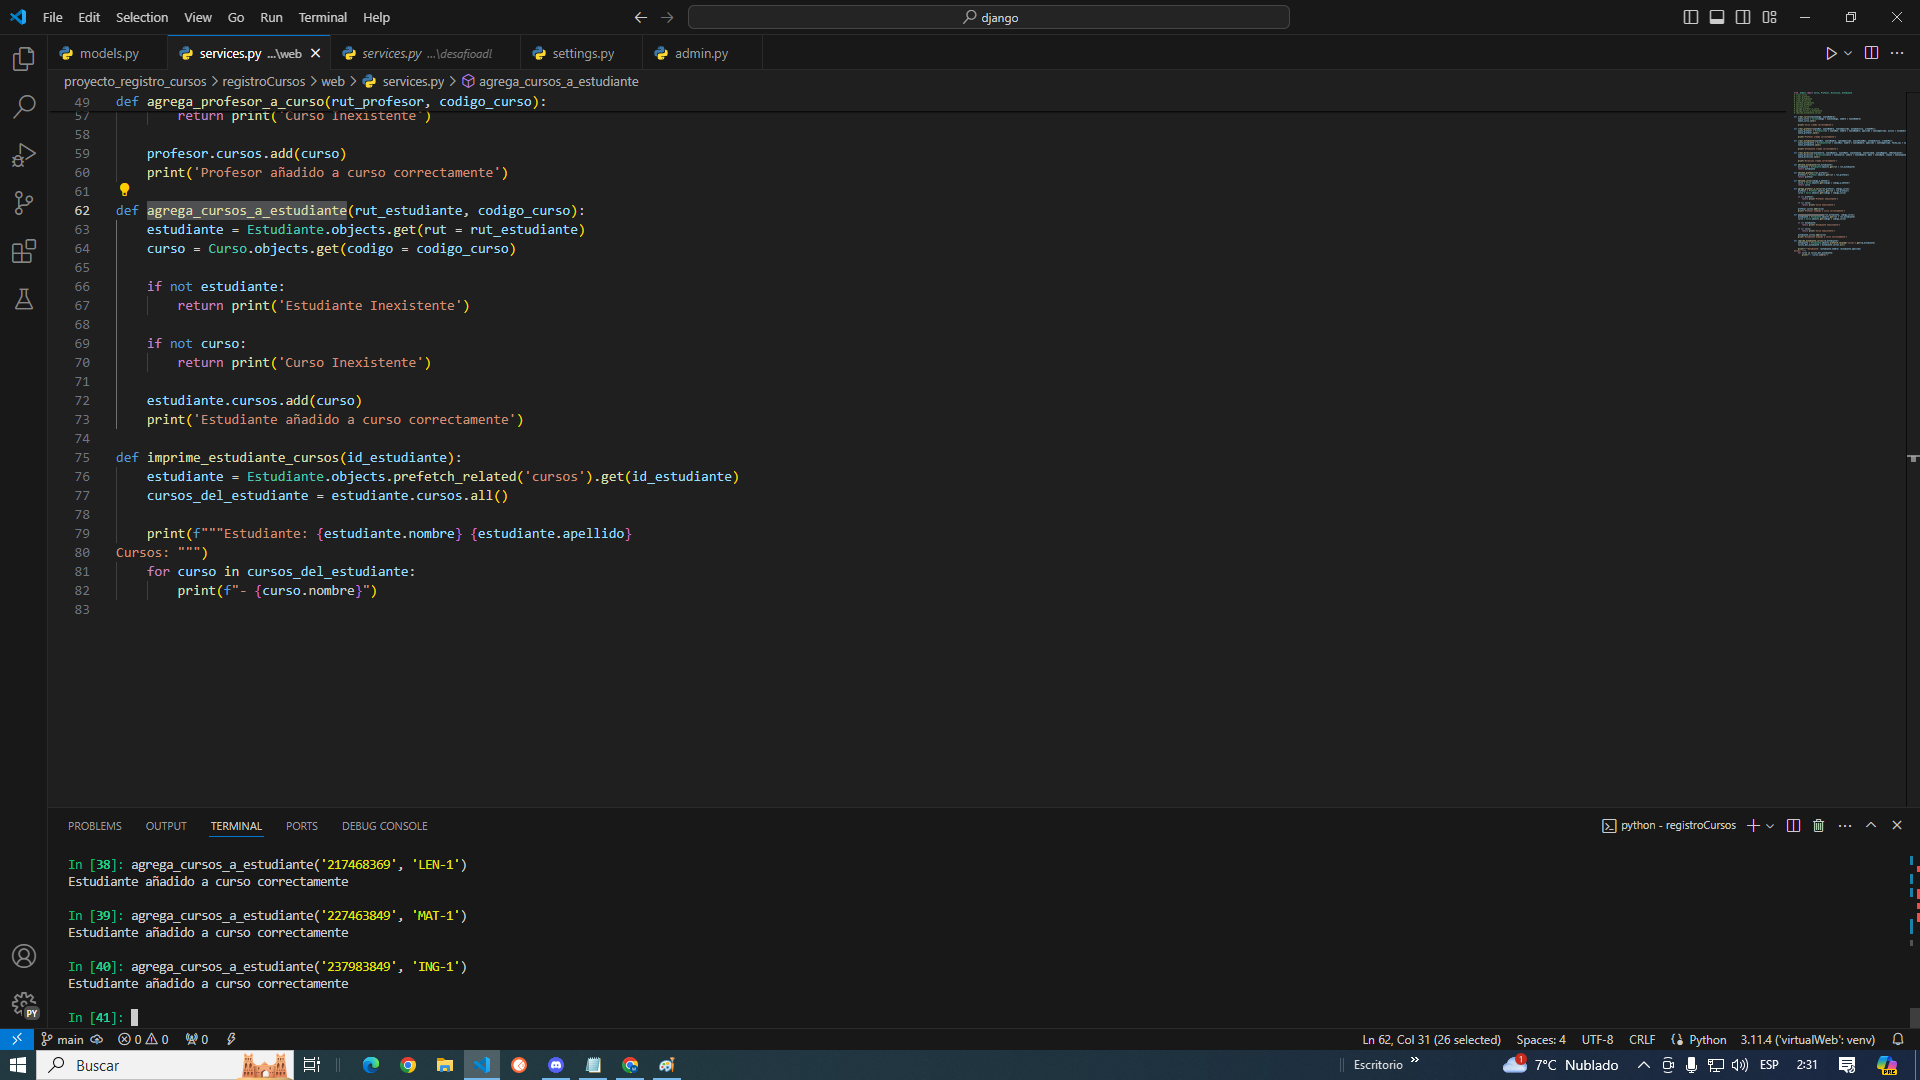 File Edit Selection View Go Run Terminal Help
django
models.py services.py ...\web services.py ...\desafioadl settings.py admin.py
proyecto_registro_cursos > registroCursos > web > services.py > agrega_cursos_a_estudiante
49 def agrega_profesor_a_curso(rut_profesor, codigo_curso):
57 return print('Curso Inexistente')
58
59 profesor.cursos.add(curso)
60 print('Profesor añadido a curso correctamente')
61
62 def agrega_cursos_a_estudiante(rut_estudiante, codigo_curso):
63 estudiante = Estudiante.objects.get(rut = rut_estudiante)
64 curso = Curso.objects.get(codigo = codigo_curso)
65
66 if not estudiante:
67 return print('Estudiante Inexistente')
68
69 if not curso:
70 return print('Curso Inexistente')
71
72 estudiante.cursos.add(curso)
73 print('Estudiante añadido a curso correctamente')
74
75 def imprime_estudiante_cursos(id_estudiante):
76 estudiante = Estudiante.objects.prefetch_related('cursos').get(id_estudiante)
77 cursos_del_estudiante = estudiante.cursos.all()
78
79 print(f"""Estudiante: {estudiante.nombre} {estudiante.apellido}
80 Cursos: """)
81 for curso in cursos_del_estudiante:
82 print(f"- {curso.nombre}")
83
PROBLEMS OUTPUT TERMINAL PORTS DEBUG CONSOLE
python - registroCursos
In [38]: agrega_cursos_a_estudiante('217468369', 'LEN-1')
Estudiante añadido a curso correctamente
In [39]: agrega_cursos_a_estudiante('227463849', 'MAT-1')
Estudiante añadido a curso correctamente
In [40]: agrega_cursos_a_estudiante('237983849', 'ING-1')
Estudiante añadido a curso correctamente
In [41]:
PY
main 0 0 0 Ln 62, Col 31 (26 selected) Spaces: 4 UTF-8 CRLF Python 3.11.4 ('virtualWeb': venv)
Buscar Escritorio 1 7°C Nublado ESP 2:31 PRE